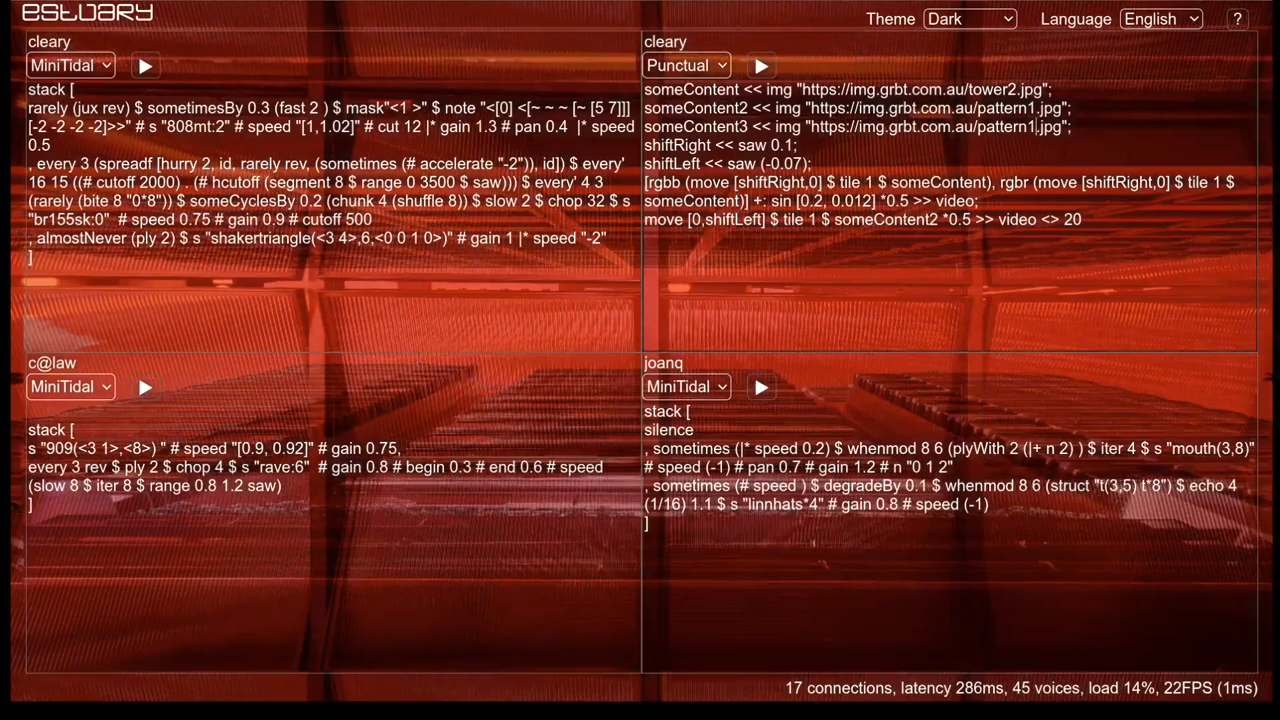 ESTUARY
Theme Dark Language English ?
cleary
MiniTidal
stack [
rarely (jux rev) $ sometimesBy 0.3 (fast 2 ) $ mask"<1 >" $ note "<[0] <[~ ~ ~ [~ [5 7]]]
[-2 -2 -2 -2]>>" # s "808mt:2" # speed "[1,1.02]" # cut 12 |* gain 1.3 # pan 0.4  |* speed
0.5
, every 3 (spreadf [hurry 2, id, rarely rev, (sometimes (# accelerate "-2")), id]) $ every'
16 15 ((# cutoff 2000) . (# hcutoff (segment 8 $ range 0 3500 $ saw))) $ every' 4 3
(rarely (bite 8 "0*8")) $ someCyclesBy 0.2 (chunk 4 (shuffle 8)) $ slow 2 $ chop 32 $ s
"br155sk:0"  # speed 0.75 # gain 0.9 # cutoff 500
, almostNever (ply 2) $ s "shakertriangle(<3 4>,6,<0 0 1 0>)" # gain 1 |* speed "-2"
]
cleary
Punctual
someContent << img "https://img.grbt.com.au/tower2.jpg";
someContent2 << img "https://img.grbt.com.au/pattern1.jpg";
someContent3 << img "https://img.grbt.com.au/pattern1.jpg";
shiftRight << saw 0.1;
shiftLeft << saw (-0.07);
[rgbb (move [shiftRight,0] $ tile 1 $ someContent), rgbr (move [shiftRight,0] $ tile 1 $
someContent)] +: sin [0.2, 0.012] *0.5 >> video;
move [0,shiftLeft] $ tile 1 $ someContent2 *0.5 >> video <> 20
c@law
MiniTidal
stack [
s "909(<3 1>,<8>) " # speed "[0.9, 0.92]" # gain 0.75,
every 3 rev $ ply 2 $ chop 4 $ s "rave:6"  # gain 0.8 # begin 0.3 # end 0.6 # speed
(slow 8 $ iter 8 $ range 0.8 1.2 saw)
]
joanq
MiniTidal
stack [
silence
, sometimes (|* speed 0.2) $ whenmod 8 6 (plyWith 2 (|+ n 2) ) $ iter 4 $ s "mouth(3,8)"
# speed (-1) # pan 0.7 # gain 1.2 # n "0 1 2"
, sometimes (# speed ) $ degradeBy 0.1 $ whenmod 8 6 (struct "t(3,5) t*8") $ echo 4
(1/16) 1.1 $ s "linnhats*4" # gain 0.8 # speed (-1)
]
17 connections, latency 286ms, 45 voices, load 14%, 22FPS (1ms)